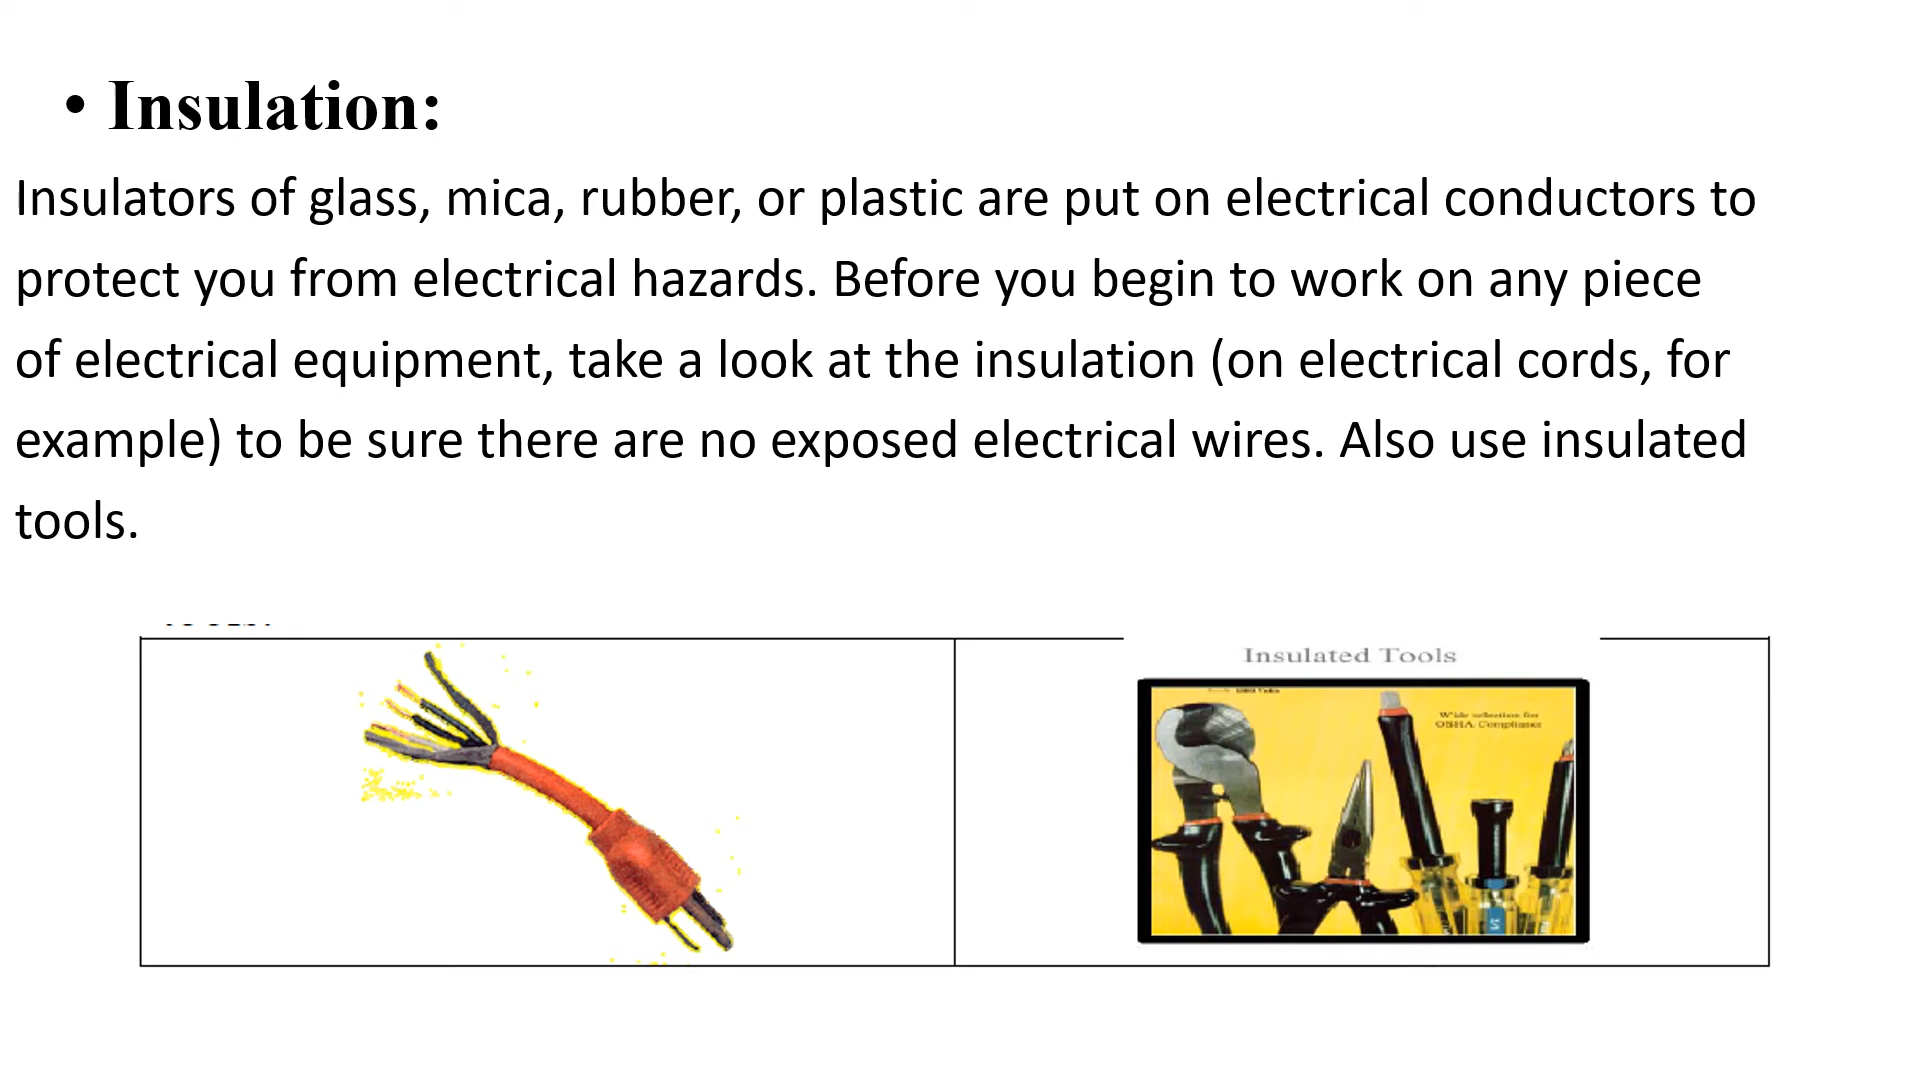 • Insulation:
Insulators of glass, mica, rubber, or plastic are put on electrical conductors to
protect you from electrical hazards. Before you begin to work on any piece
of electrical equipment, take a look at the insulation (on electrical cords, for
example) to be sure there are no exposed electrical wires. Also use insulated
tools.
Insulated Tools
Wide selection for
OSHA Compliance